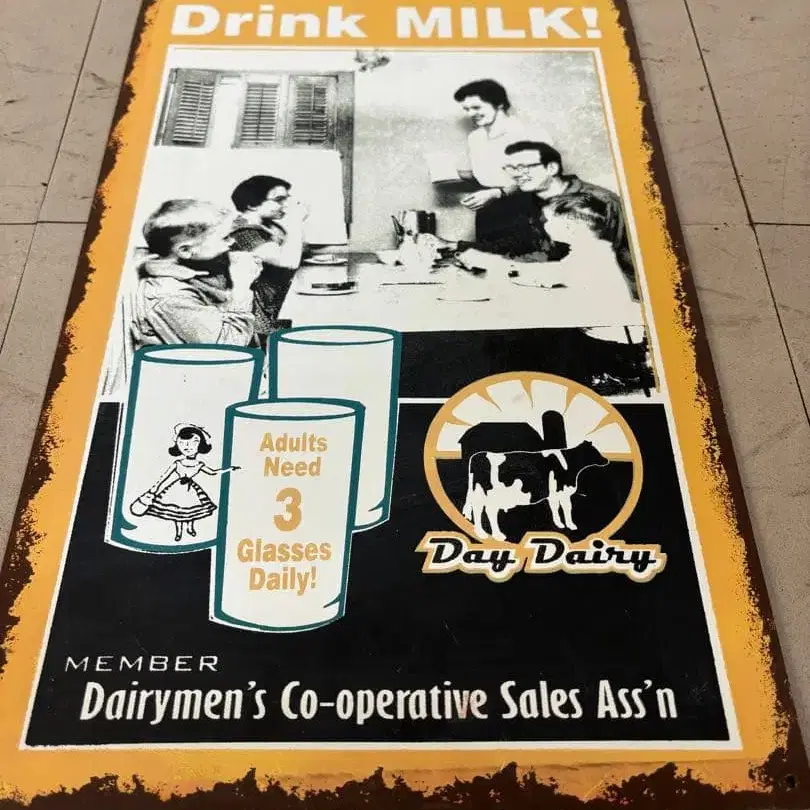 Drink MILK!
Adults
Need
3
Glasses
Daily!
Day Dairy
MEMBER
Dairymen's Co-operative Sales Ass'n